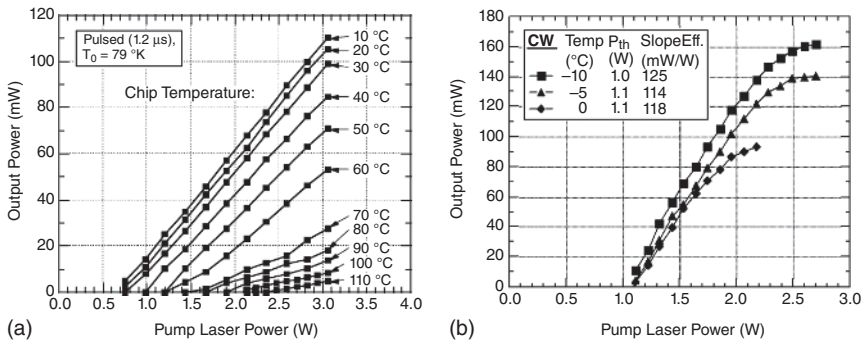 120
100
80
60
40
20
0
Output Power (mW)
Pulsed (1.2 µs),
T0 = 79 °K
Chip Temperature:
10 °C
20 °C
30 °C
40 °C
50 °C
60 °C
70 °C
80 °C
90 °C
100 °C
110 °C
0.0 0.5 1.0 1.5 2.0 2.5 3.0 3.5 4.0
Pump Laser Power (W)
(a)
180
160
140
120
100
80
60
40
20
0
Output Power (mW)
CW Temp Pth SlopeEff.
(°C) (W) (mW/W)
–10 1.0 125
–5 1.1 114
0 1.1 118
0.0 0.5 1.0 1.5 2.0 2.5 3.0
Pump Laser Power (W)
(b)